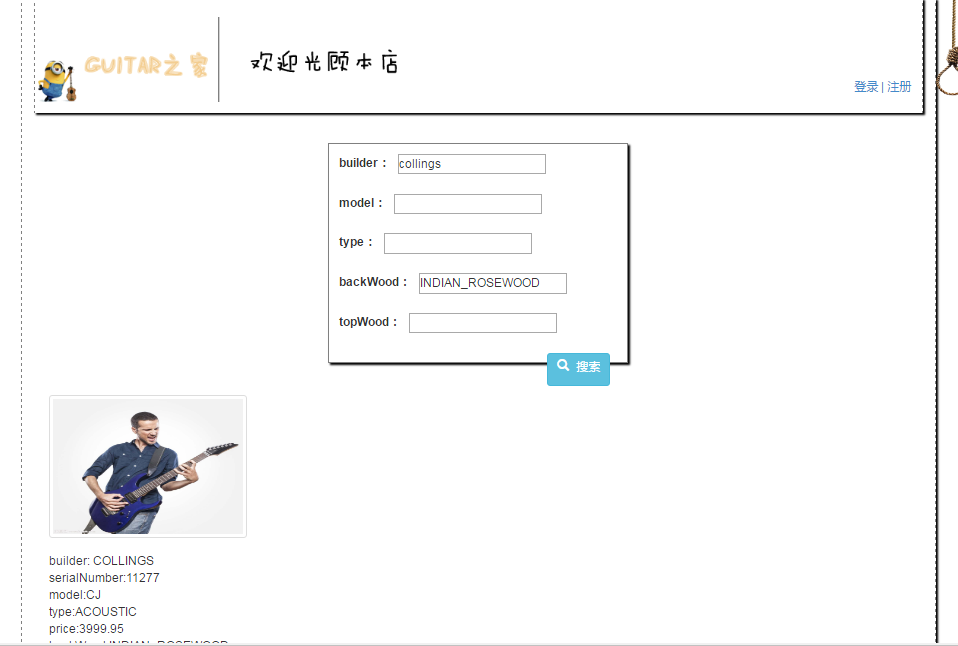 GUITAR之家
欢迎光顾本店
登录 | 注册
builder： collings
model：
type：
backWood： INDIAN_ROSEWOOD
topWood：
搜索
builder: COLLINGS
serialNumber:11277
model:CJ
type:ACOUSTIC
price:3999.95